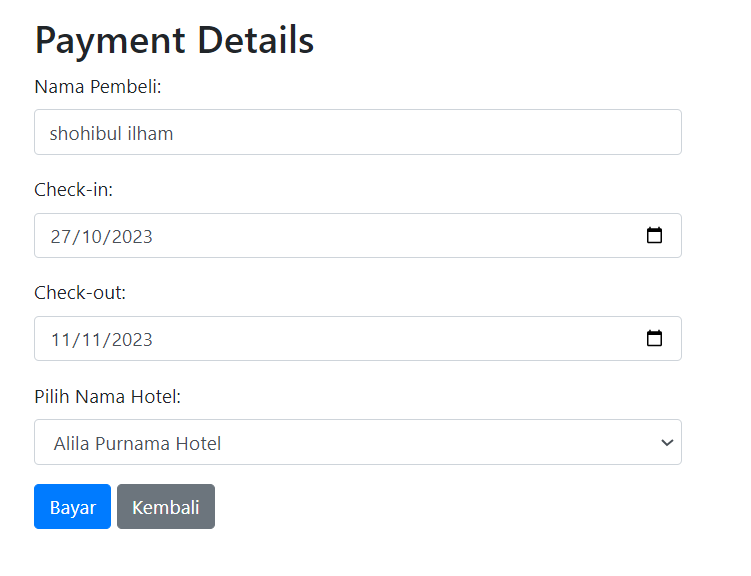 Payment Details
Nama Pembeli:
shohibul ilham
Check-in:
27/10/2023
Check-out:
11/11/2023
Pilih Nama Hotel:
Alila Purnama Hotel
Bayar Kembali